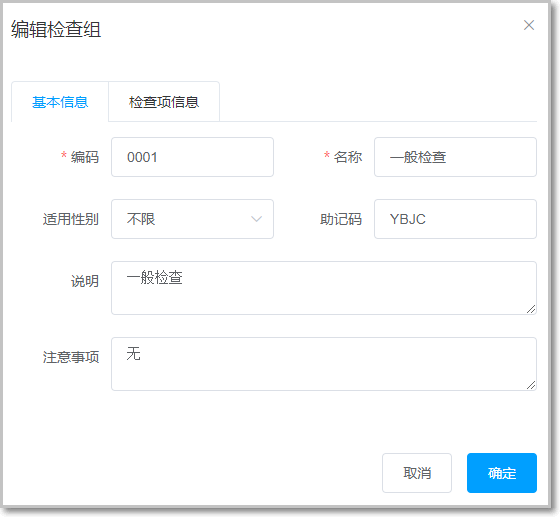 编辑检查组
基本信息 检查项信息
* 编码 0001 * 名称 一般检查
适用性别 不限 助记码 YBJC
说明 一般检查
注意事项 无
取消 确定